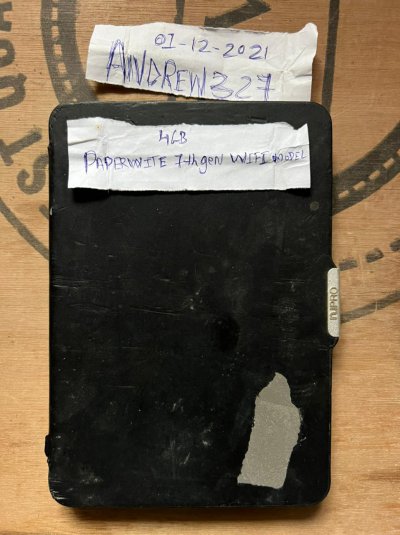 01-12-2021
ANDREW327
4GB
PAPERWITE 7thgen WIFI MODEL
NUPRO